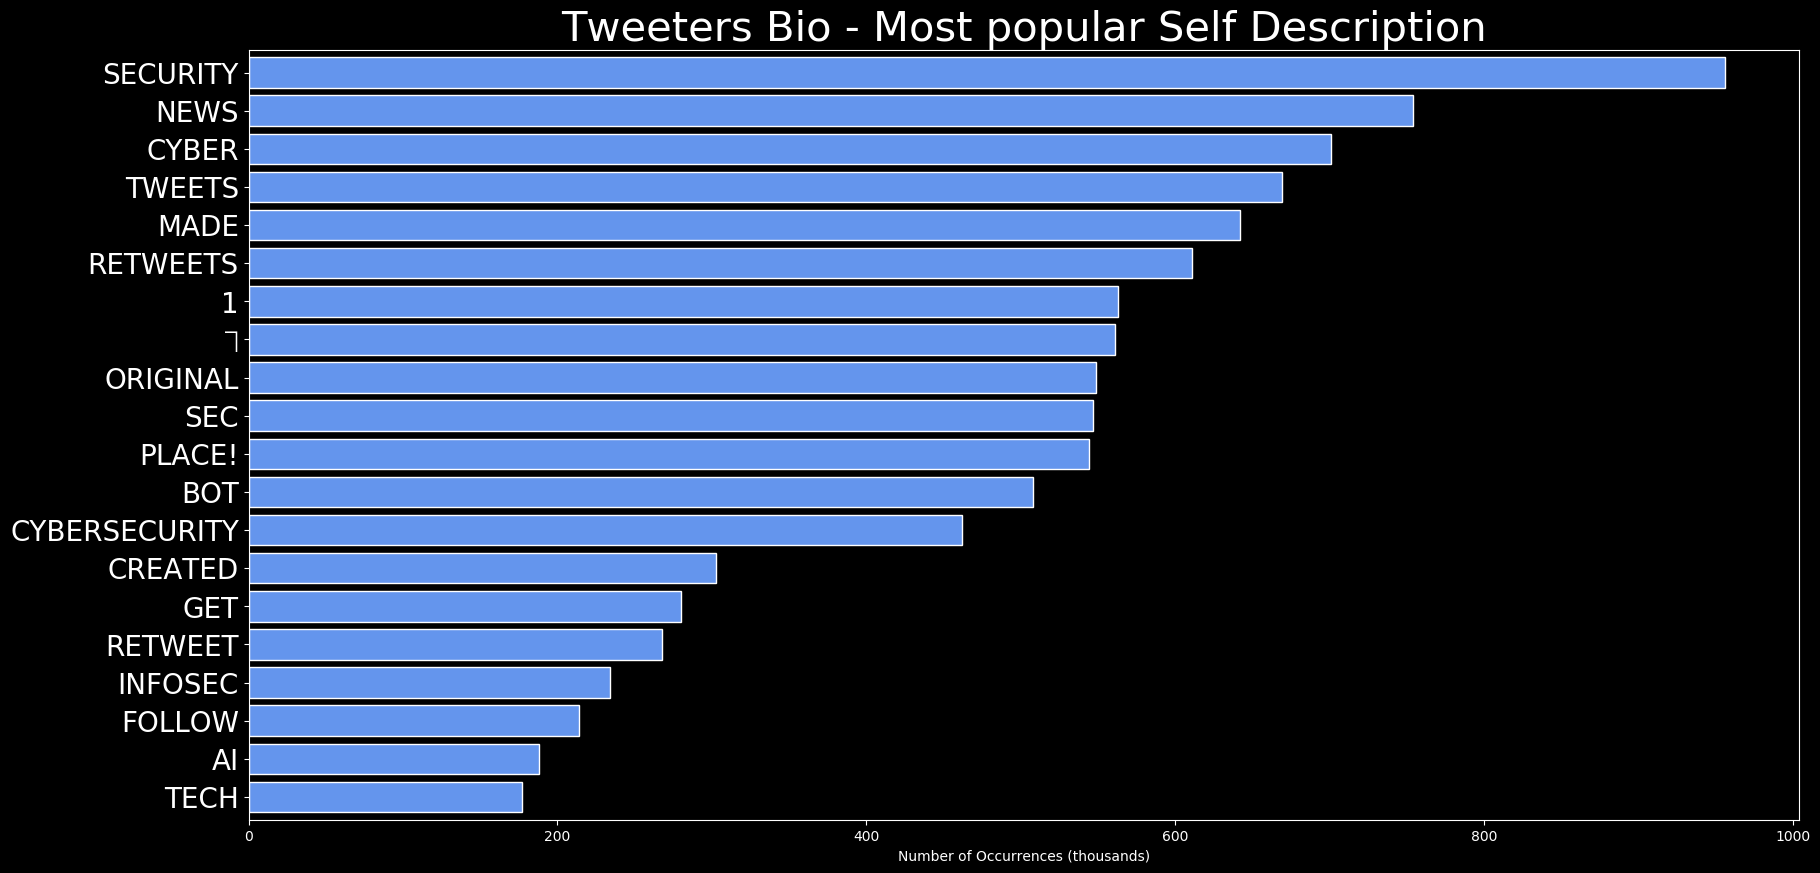 Tweeters Bio - Most popular Self Description
SECURITY
NEWS
CYBER
TWEETS
MADE
RETWEETS
1
ORIGINAL
SEC
PLACE!
BOT
CYBERSECURITY
CREATED
GET
RETWEET
INFOSEC
FOLLOW
AI
TECH
0 200 400 600 800 1000
Number of Occurrences (thousands)